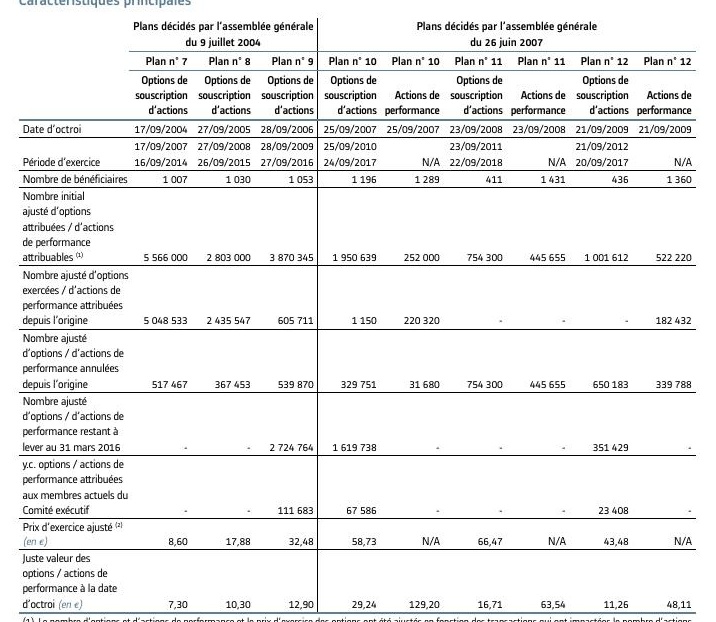 Caractéristiques principales
Plans décidés par l'assemblée générale du 9 juillet 2004 Plans décidés par l'assemblée générale du 26 juin 2007
Plan n° 7 Plan n° 8 Plan n° 9 Plan n° 10 Plan n° 10 Plan n° 11 Plan n° 11 Plan n° 12 Plan n° 12
Options de souscription d'actions Options de souscription d'actions Options de souscription d'actions Options de souscription d'actions Actions de performance Options de souscription d'actions Actions de performance Options de souscription d'actions Actions de performance
Date d'octroi 17/09/2004 27/09/2005 28/09/2006 25/09/2007 25/09/2007 23/09/2008 23/09/2008 21/09/2009 21/09/2009
17/09/2007 27/09/2008 28/09/2009 25/09/2010 23/09/2011 21/09/2012
Période d'exercice 16/09/2014 26/09/2015 27/09/2016 24/09/2017 N/A 22/09/2018 N/A 20/09/2017 N/A
Nombre de bénéficiaires 1 007 1 030 1 053 1 196 1 289 411 1 431 436 1 360
Nombre initial
ajusté d'options
attribuées / d'actions
de performance
attribuables (1) 5 566 000 2 803 000 3 870 345 1 950 639 252 000 754 300 445 655 1 001 612 522 220
Nombre ajusté d'options
exercées / d'actions de
performance attribuées
depuis l'origine 5 048 533 2 435 547 605 711 1 150 220 320 - - - 182 432
Nombre ajusté
d'options / d'actions de
performance annulées
depuis l'origine 517 467 367 453 539 870 329 751 31 680 754 300 445 655 650 183 339 788
Nombre ajusté
d'options / d'actions de
performance restant à
lever au 31 mars 2016 - - 2 724 764 1 619 738 - - - 351 429 -
y.c. options / actions de
performance attribuées
aux membres actuels du
Comité exécutif - - 111 683 67 586 - - - 23 408 -
Prix d'exercice ajusté (2)
(en €) 8,60 17,88 32,48 58,73 N/A 66,47 N/A 43,48 N/A
Juste valeur des
options / actions de
performance à la date
d'octroi (en €) 7,30 10,30 12,90 29,24 129,20 16,71 63,54 11,26 48,11
(1) Le nombre d'options et d'actions de performance et le prix d'exercice des options ont été ajustés en fonction des transactions qui ont impactées le nombre d'actions